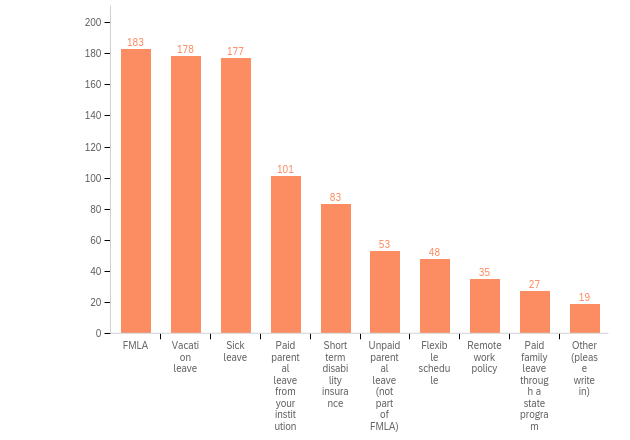 200
180
160
140
120
100
80
60
40
20
0
183
178
177
101
83
53
48
35
27
19
FMLA
Vacati
on
leave
Sick
leave
Paid
parent
al
leave
from
your
instit
ution
Short
term
disabi
lity
insura
nce
Unpaid
parent
al
leave
(not
part
of
FMLA)
Flexib
le
schedu
le
Remote
work
policy
Paid
family
leave
throug
h a
state
progra
m
Other
(pleas
e
write
in)